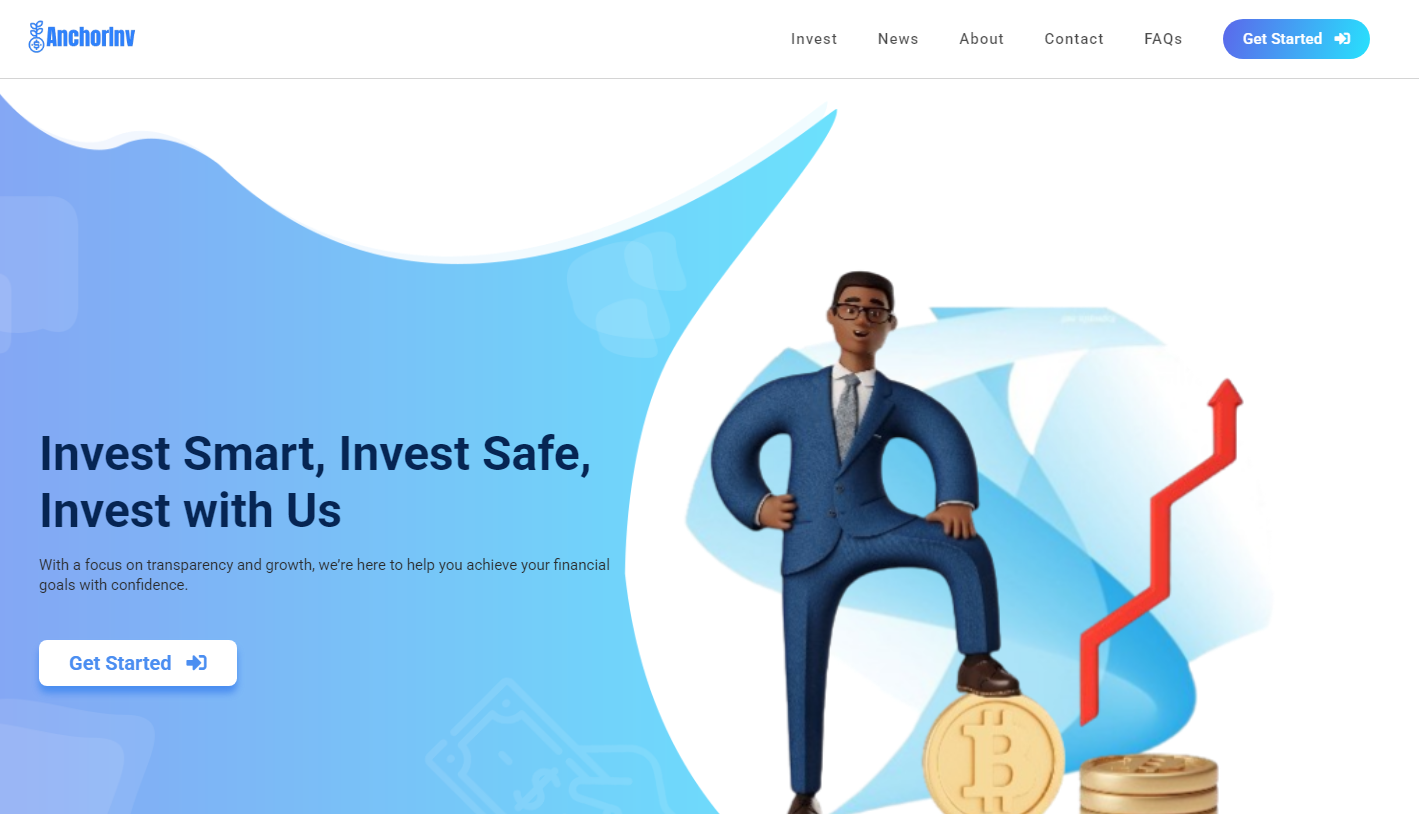 AnchorInv
Invest
News
About
Contact
FAQs
Get Started
Invest Smart, Invest Safe,
Invest with Us
With a focus on transparency and growth, we're here to help you achieve your financial
goals with confidence.
Get Started